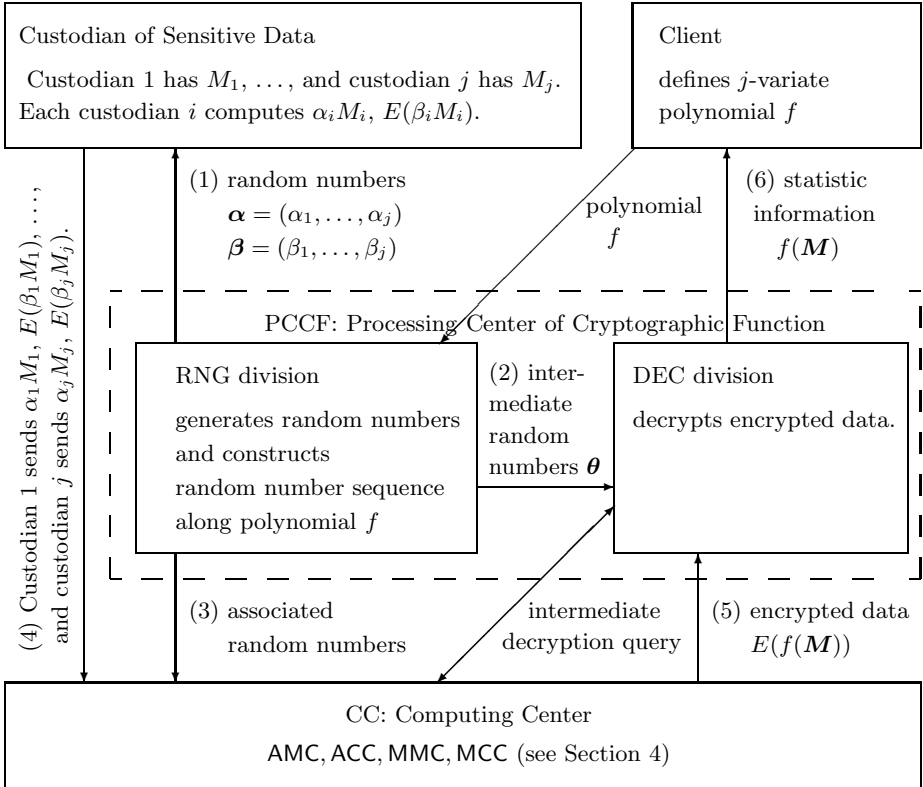 Custodian of Sensitive Data
Custodian 1 has M₁, …, and custodian j has Mⱼ.
Each custodian i computes αᵢMᵢ, E(βᵢMᵢ).
Client
defines j-variate
polynomial f
(4) Custodian 1 sends α₁M₁, E(β₁M₁), …,
and custodian j sends αⱼMⱼ, E(βⱼMⱼ).
(1) random numbers
α = (α₁, …, αⱼ)
β = (β₁, …, βⱼ)
polynomial
f
(6) statistic
information
f(M)
PCCF: Processing Center of Cryptographic Function
RNG division
generates random numbers
and constructs
random number sequence
along polynomial f
(2) inter-
mediate
random
numbers θ
DEC division
decrypts encrypted data.
(3) associated
random numbers
intermediate
decryption query
(5) encrypted data
E(f(M))
CC: Computing Center
AMC, ACC, MMC, MCC (see Section 4)